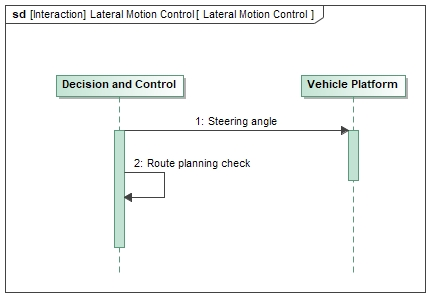 sd [Interaction] Lateral Motion Control[ Lateral Motion Control ]
Decision and Control
Vehicle Platform
1: Steering angle
2: Route planning check